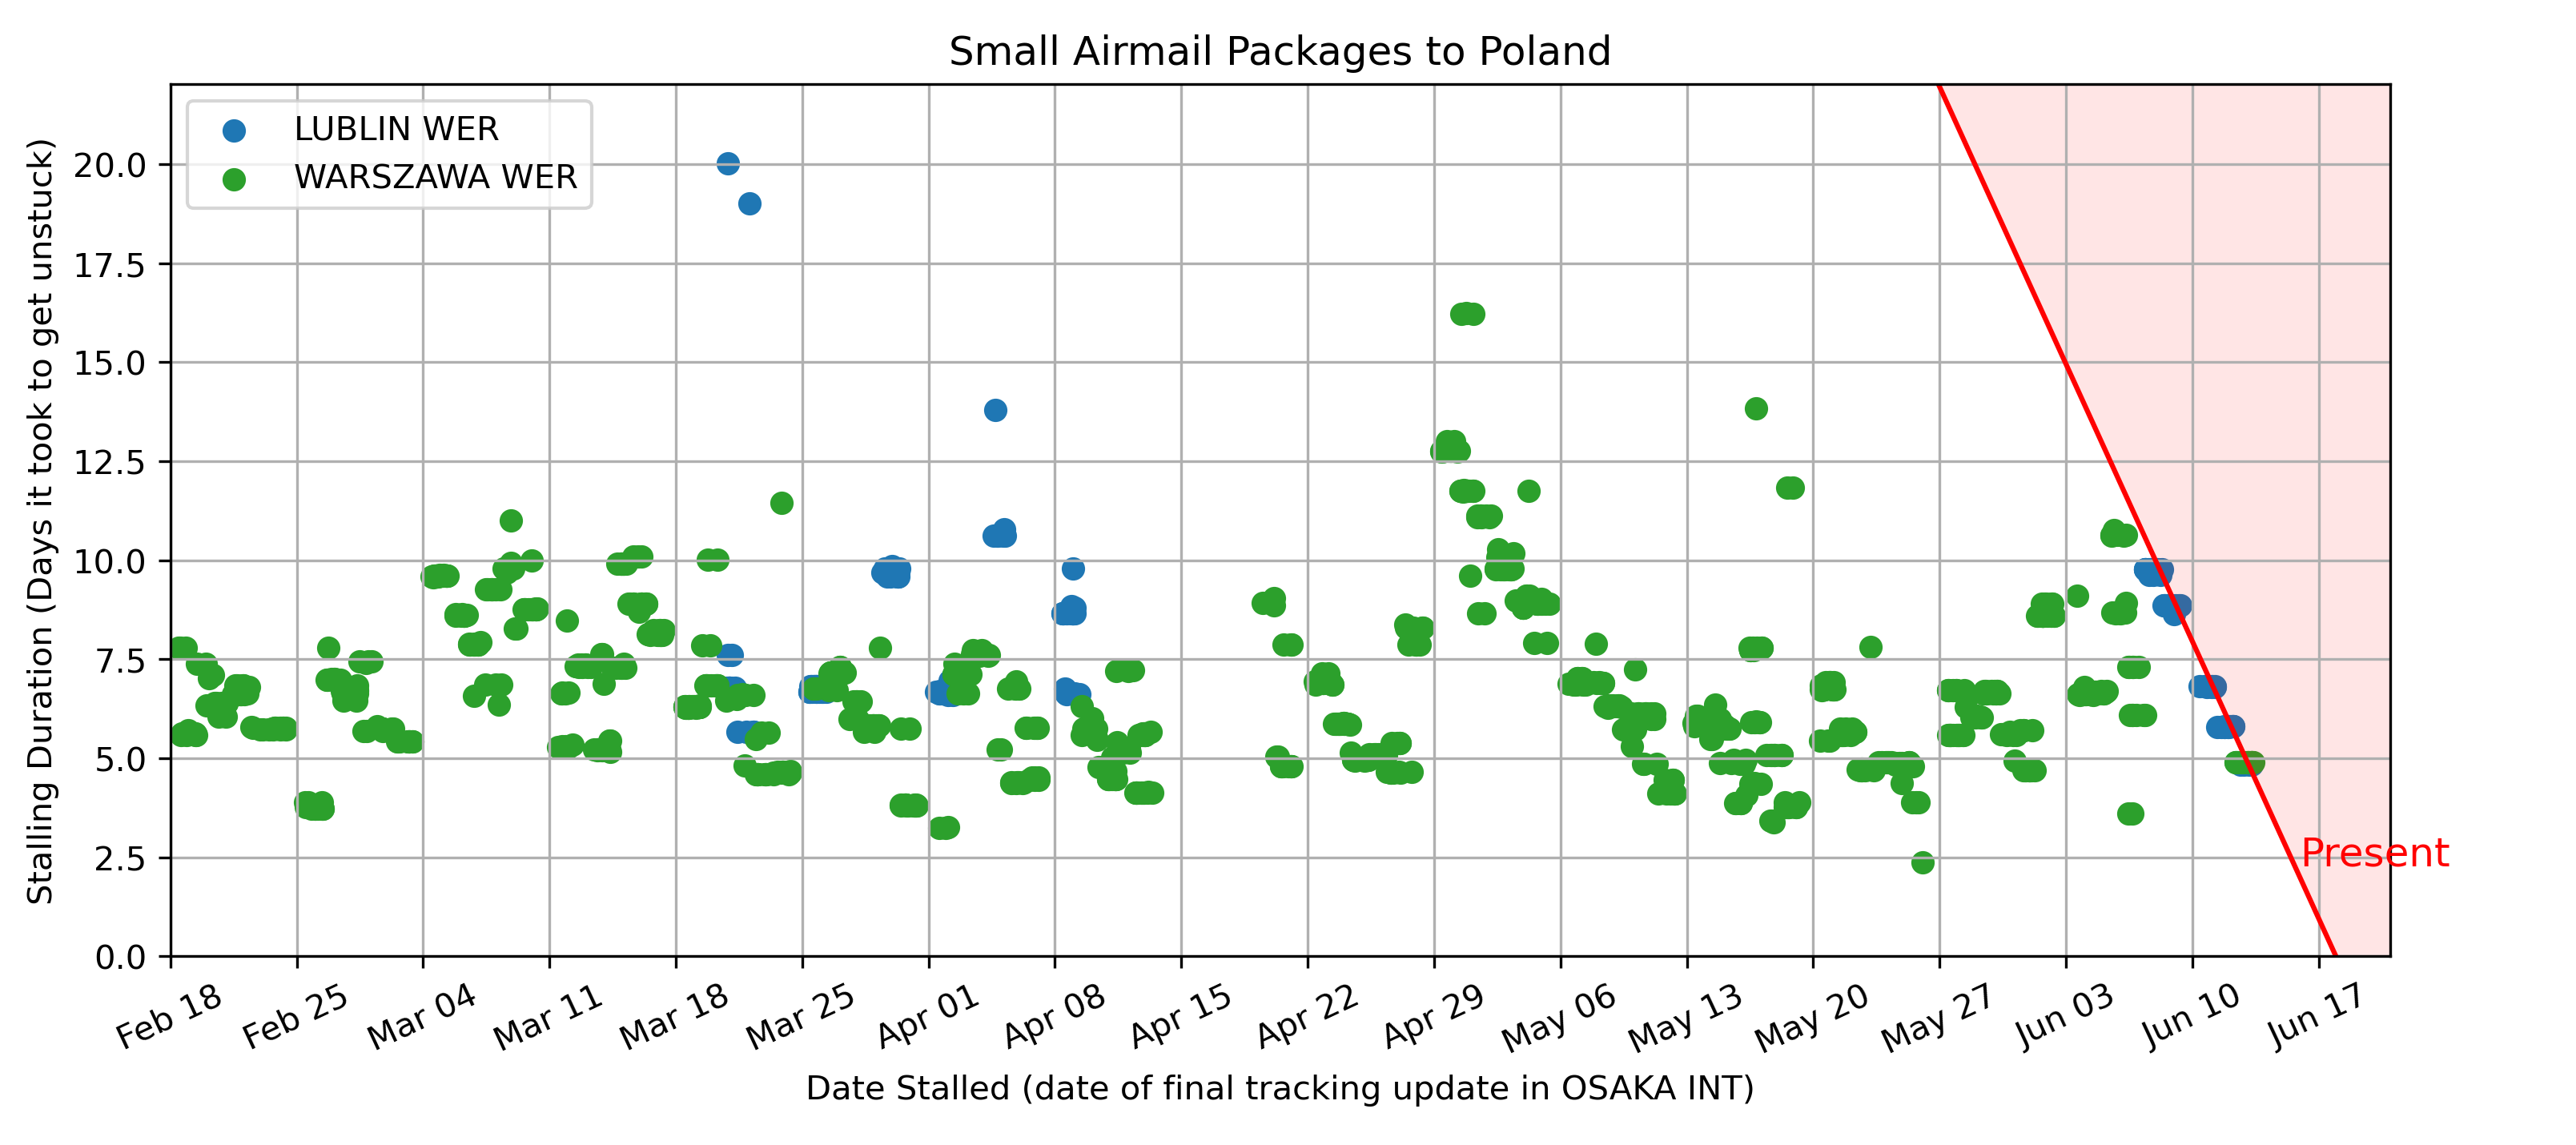 Small Airmail Packages to Poland
LUBLIN WER
WARSZAWA WER
Stalling Duration (Days it took to get unstuck)
20.0
17.5
15.0
12.5
10.0
7.5
5.0
2.5
0.0
Present
Feb 18 Feb 25 Mar 04 Mar 11 Mar 18 Mar 25 Apr 01 Apr 08 Apr 15 Apr 22 Apr 29 May 06 May 13 May 20 May 27 Jun 03 Jun 10 Jun 17
Date Stalled (date of final tracking update in OSAKA INT)